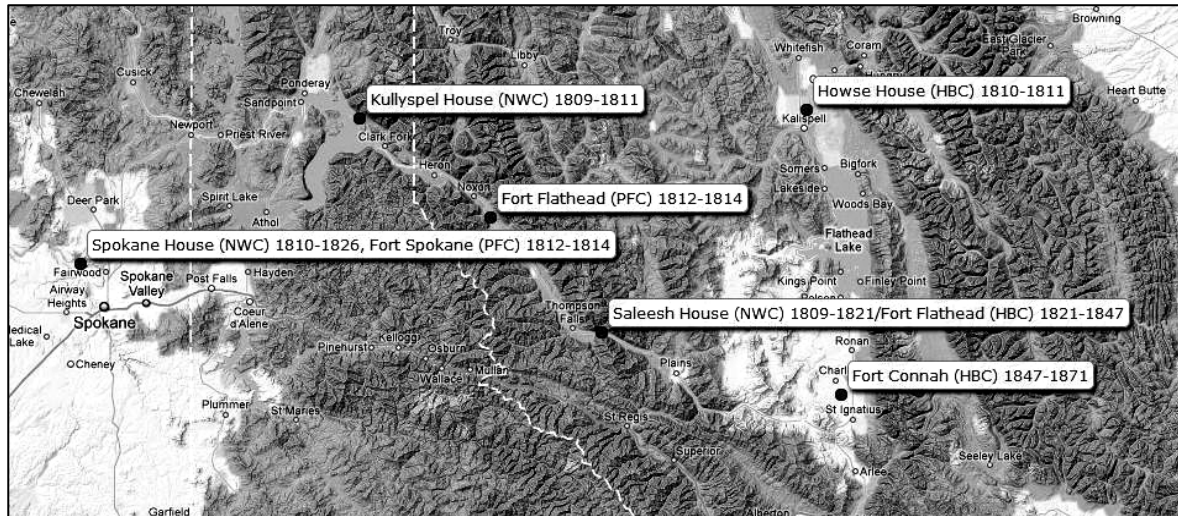 Browning
Troy
Libby
Whitefish
Coram
East Glacier
Park
Cusick
Chewelah
Ponderay
Sandpoint
Kullyspel House (NWC) 1809-1811
Howse House (HBC) 1810-1811
Heart Butte
Newport
Priest River
Clark Fork
Kalispell
Heron
Somers
Bigfork
Noxon
Lakeside
Woods Bay
Spirit Lake
Athol
Deer Park
Fort Flathead (PFC) 1812-1814
Spokane House (NWC) 1810-1826, Fort Spokane (PFC) 1812-1814
Flathead
Lake
Fairwood
Airway
Heights
Spokane
Valley
Post Falls
Hayden
Kings Point
Finley Point
Coeur
d'Alene
Spokane
Thompson
Falls
Saleesh House (NWC) 1809-1821/Fort Flathead (HBC) 1821-1847
Lake
Cheney
Pinehurst
Kellogg
Osburn
Wallace
Mullan
Plains
Ronan
Fort Connah (HBC) 1847-1871
Plummer
St Maries
St Regis
St Ignatius
Superior
Arlee
Seeley Lake
Garfield
Alberton